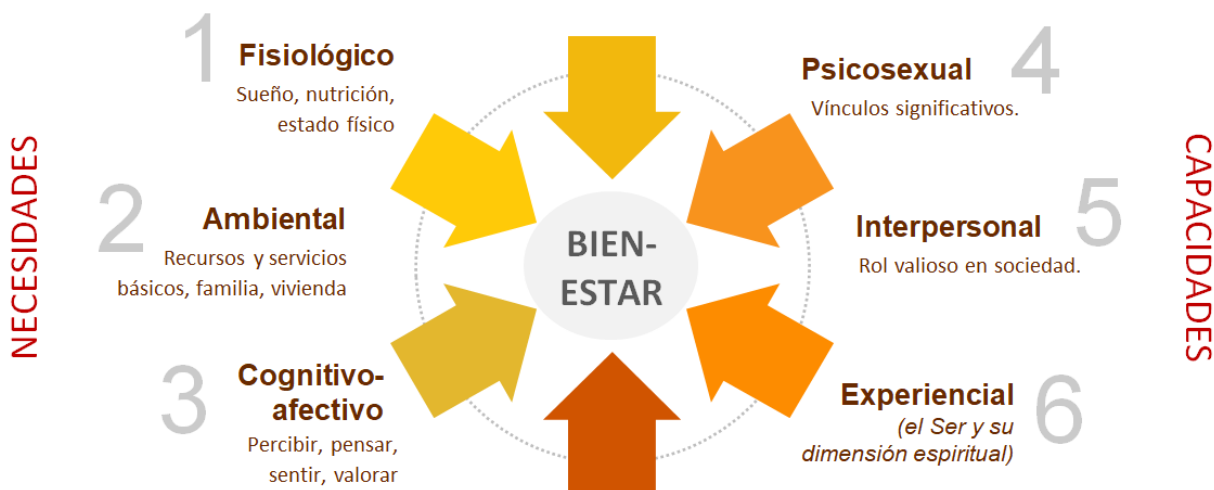 NECESIDADES
1
Fisiológico
Sueño, nutrición,
estado físico
2
Ambiental
Recursos y servicios
básicos, familia, vivienda
3
Cognitivo-
afectivo
Percibir, pensar,
sentir, valorar
BIEN-
ESTAR
4
Psicosexual
Vínculos significativos.
5
Interpersonal
Rol valioso en sociedad.
6
Experiencial
(el Ser y su
dimensión espiritual)
CAPACIDADES